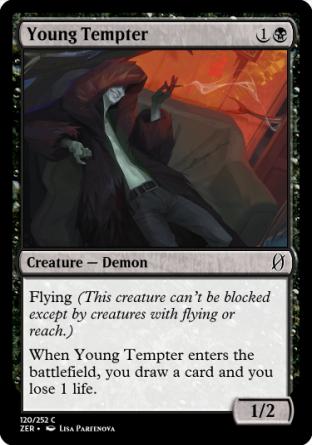 Young Tempter 1
Creature — Demon
Flying (This creature can't be blocked
except by creatures with flying or
reach.)
When Young Tempter enters the
battlefield, you draw a card and you
lose 1 life.
1/2
120/252 C
ZER • Lisa Parfenova